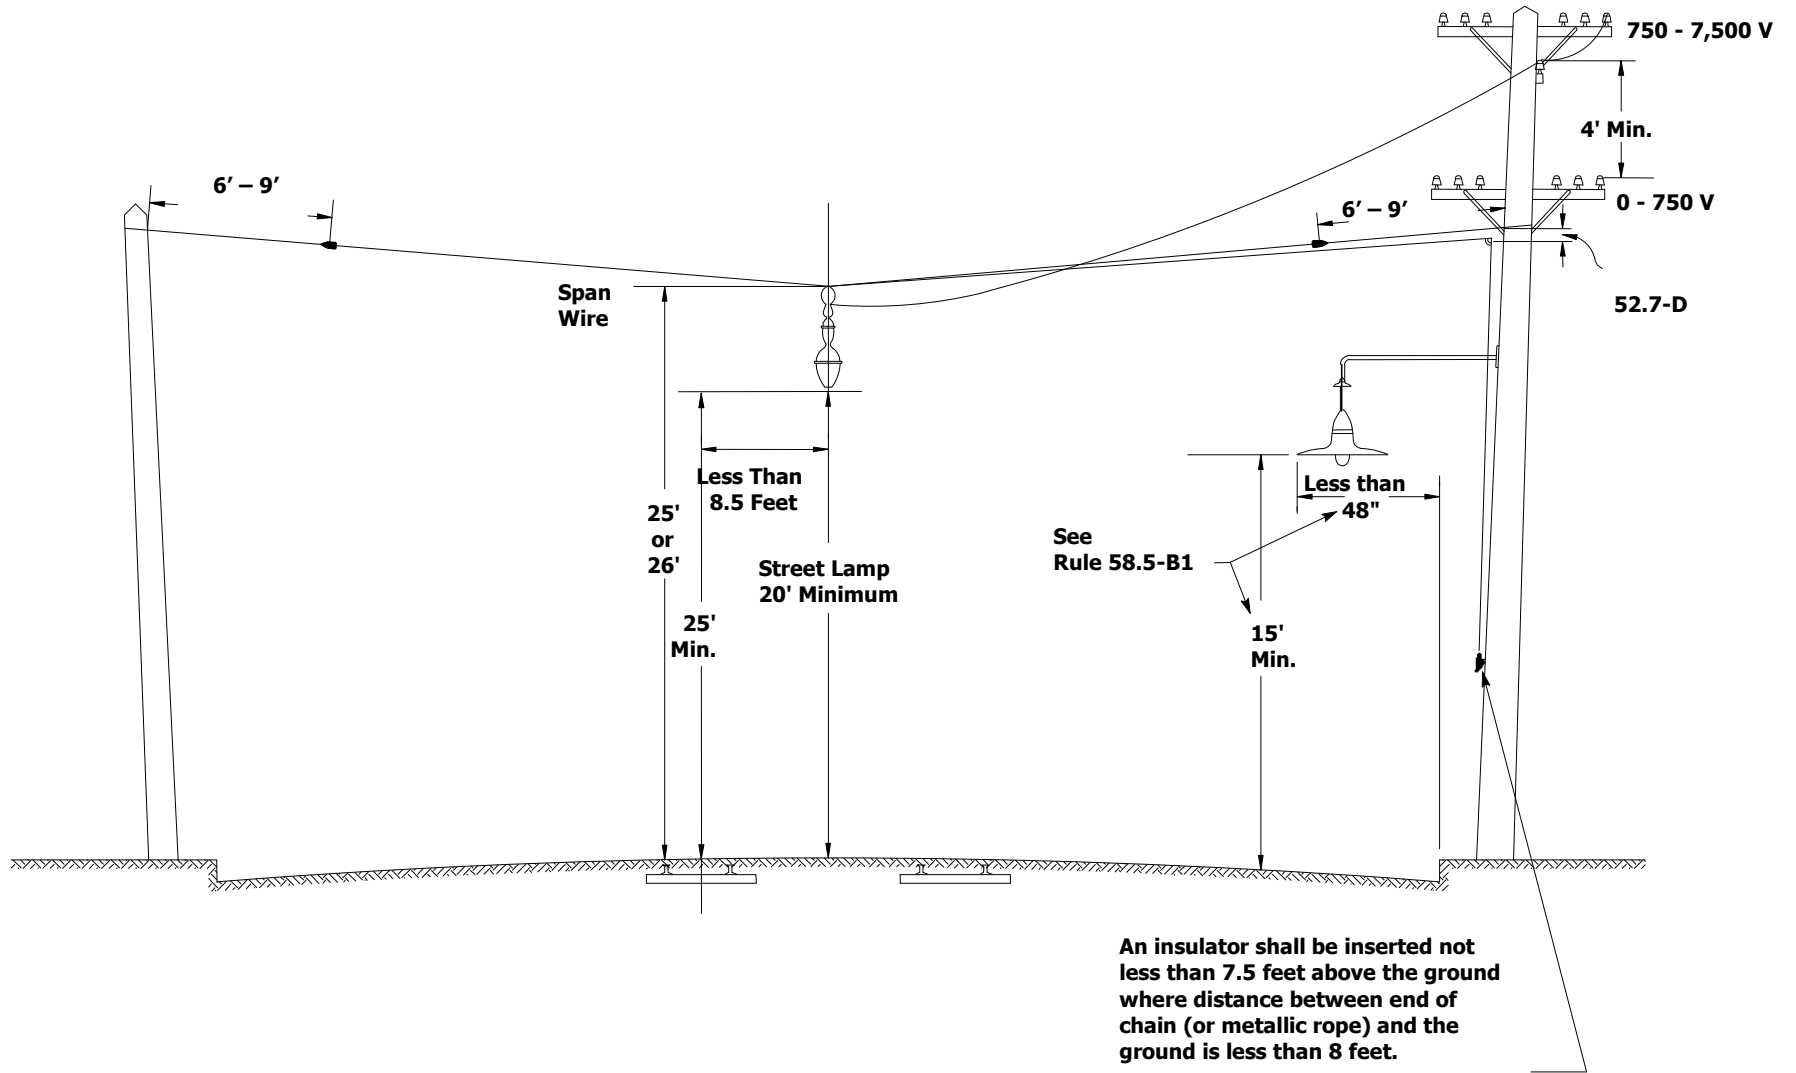 750 - 7,500 V
4' Min.
6’ – 9’
6’ – 9’
0 - 750 V
Span
Wire
52.7-D
Less Than
8.5 Feet
Less than
48"
25'
or
26'
See
Rule 58.5-B1
Street Lamp
20' Minimum
25'
Min.
15'
Min.
An insulator shall be inserted not
less than 7.5 feet above the ground
where distance between end of
chain (or metallic rope) and the
ground is less than 8 feet.